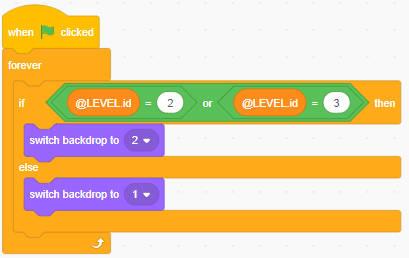 when clicked
forever
if @LEVEL.id = 2 or @LEVEL.id = 3 then
switch backdrop to 2
else
switch backdrop to 1